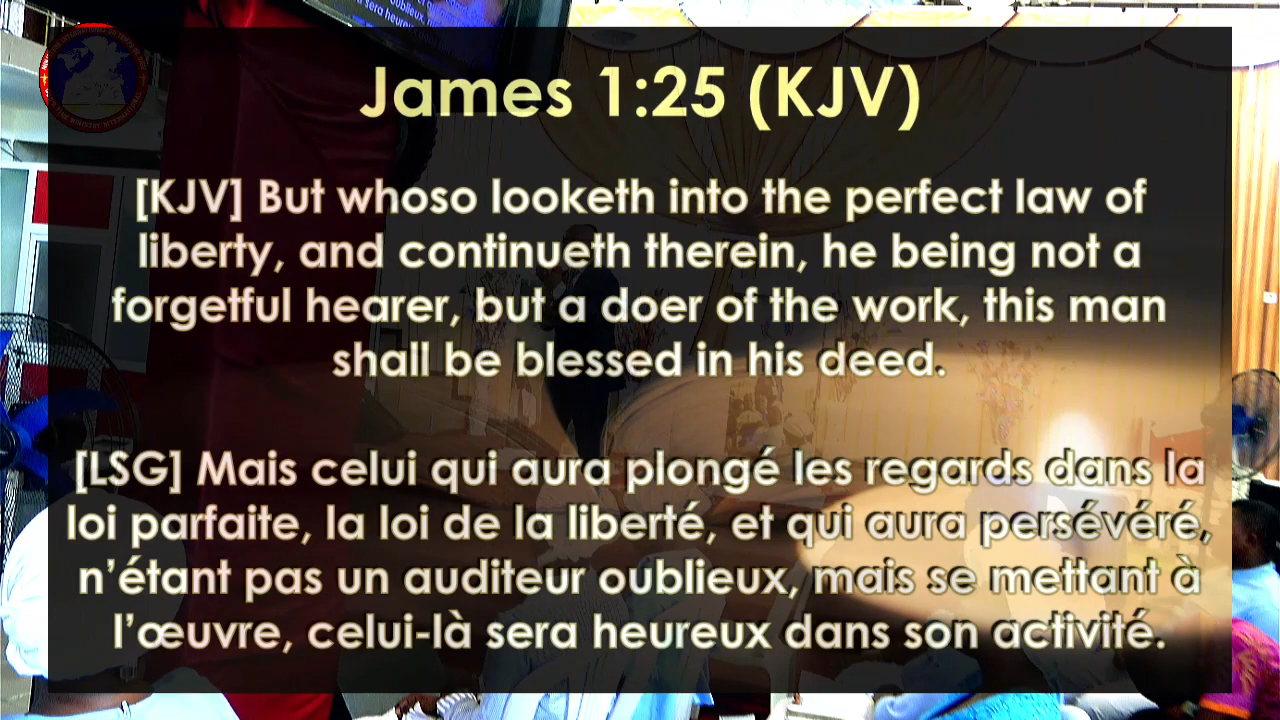 oublieux,
sera heureux
James 1:25 (KJV)
[KJV] But whoso looketh into the perfect law of
liberty, and continueth therein, he being not a
forgetful hearer, but a doer of the work, this man
shall be blessed in his deed.
[LSG] Mais celui qui aura plongé les regards dans la
loi parfaite, la loi de la liberté, et qui aura persévéré,
n’étant pas un auditeur oublieux, mais se mettant à
l’œuvre, celui-là sera heureux dans son activité.